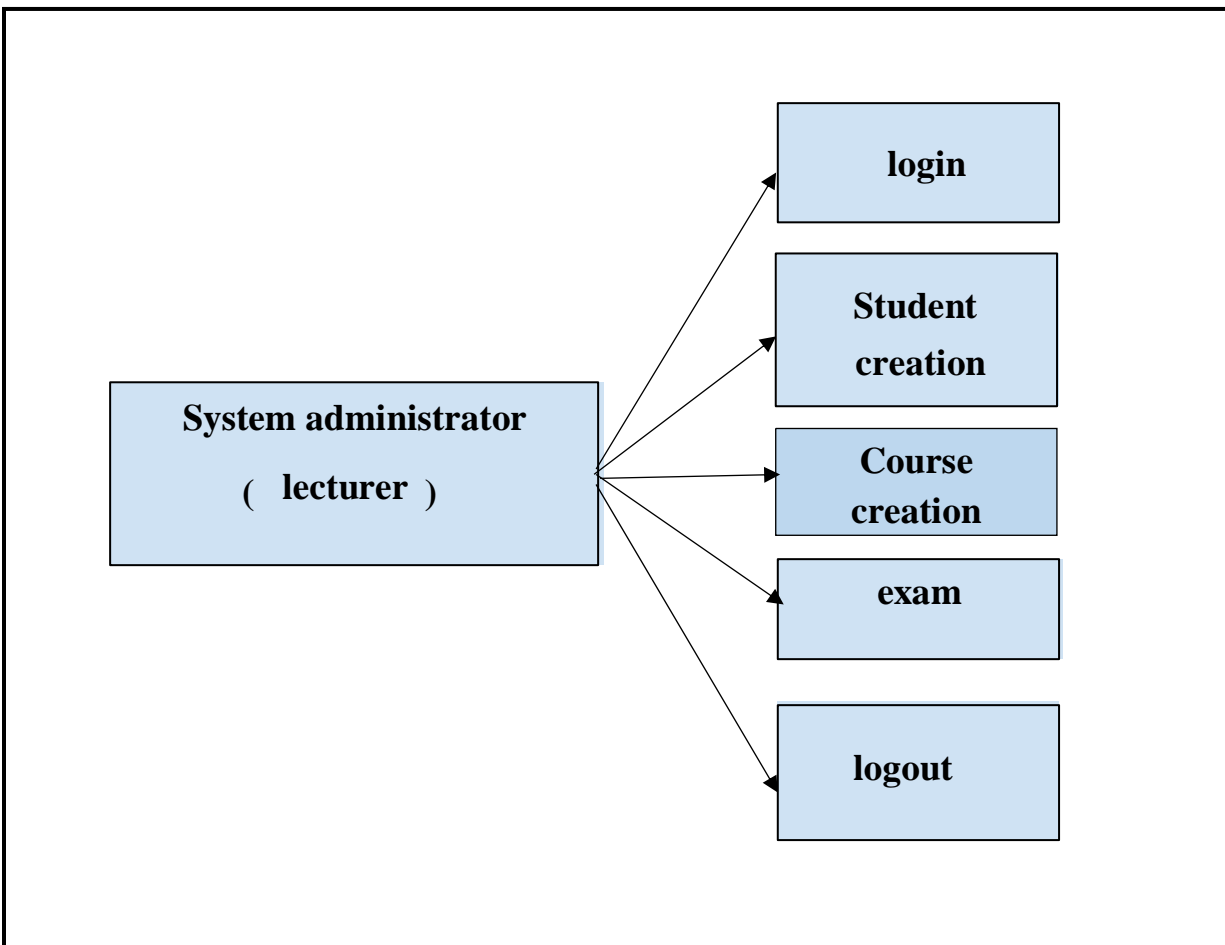 System administrator
( lecturer )
login
Student
creation
Course
creation
exam
logout